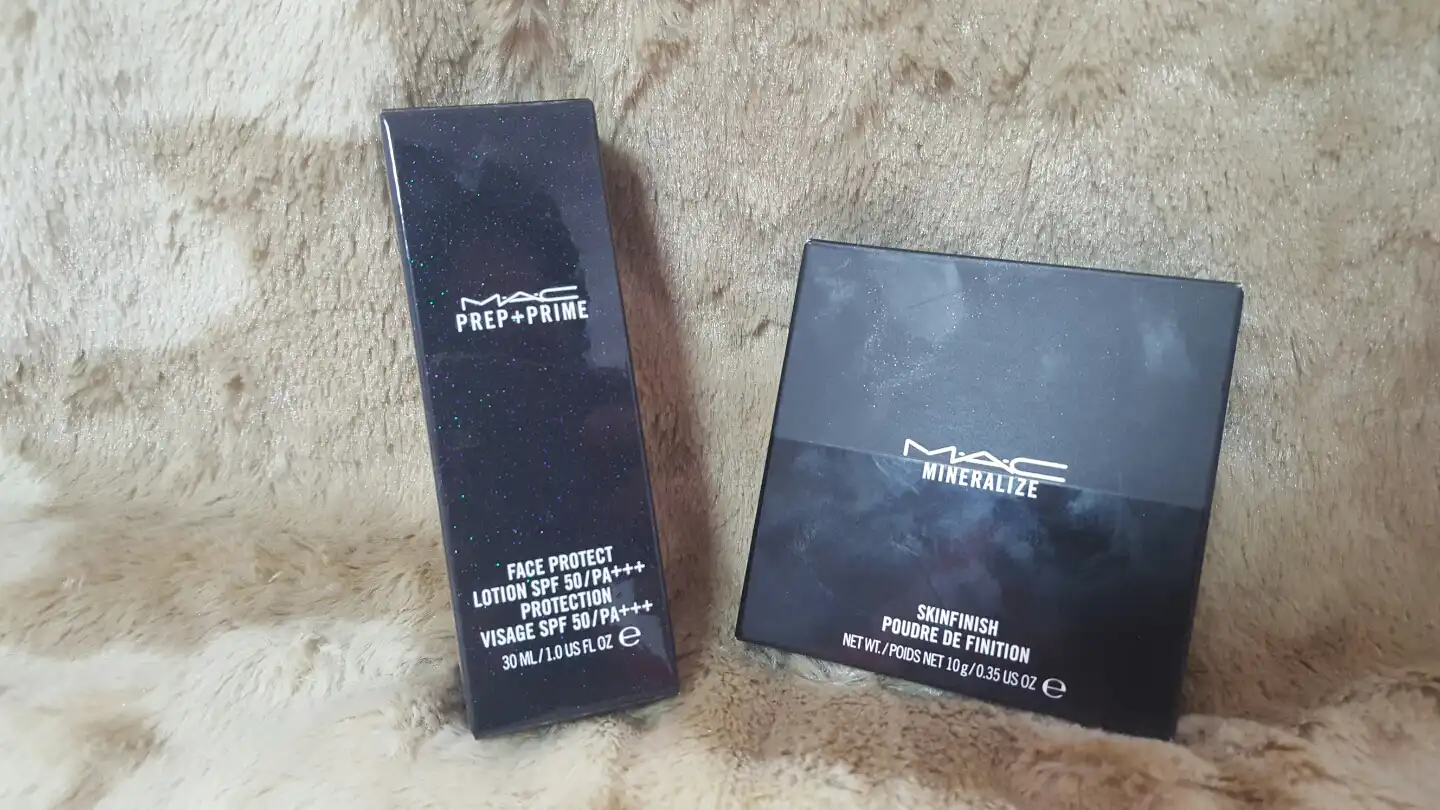 MAC
PREP+PRIME
FACE PROTECT
LOTION SPF 50/PA+++
PROTECTION
VISAGE SPF 50/PA+++
30 ML/1.0 US FL OZ ℮
M·A·C
MINERALIZE
SKINFINISH
POUDRE DE FINITION
NET WT./POIDS NET 10 g/0.35 US OZ ℮